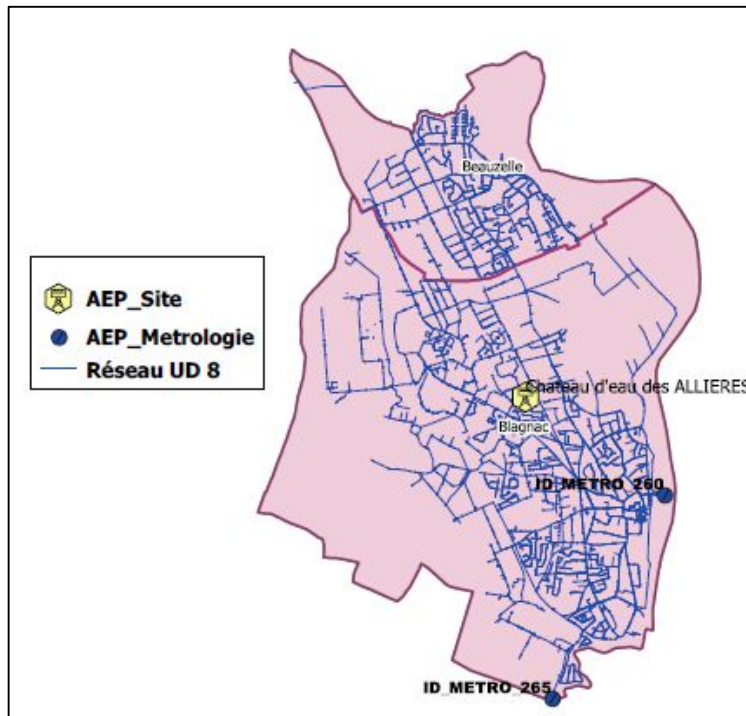 Beauzelle
AEP_Site
AEP_Metrologie
Réseau UD 8
Chateau d'eau des ALLIERES
Blagnac
ID_METRO_260
ID_METRO_265